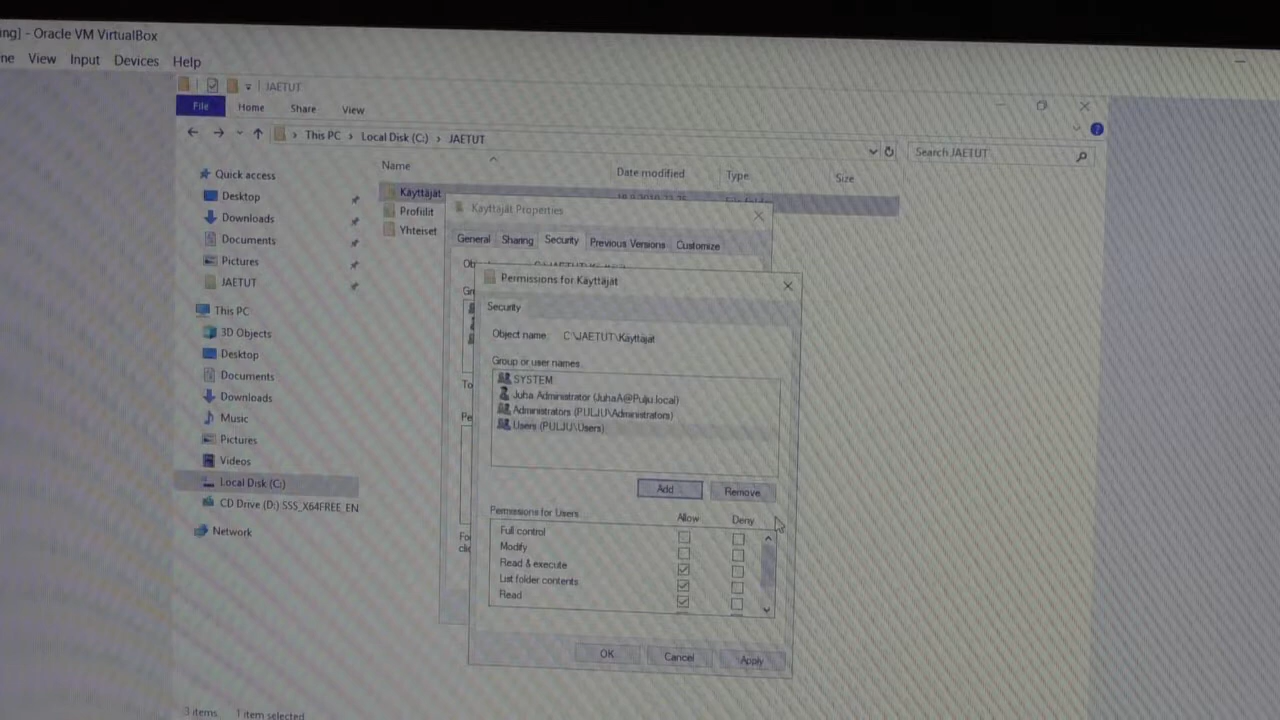 ing] - Oracle VM VirtualBox
ne View Input Devices Help
JAETUT
File Home Share View
This PC > Local Disk (C:) > JAETUT
Search JAETUT
Name Date modified Type Size
Quick access
Desktop
Downloads
Documents
Pictures
JAETUT
This PC
3D Objects
Desktop
Documents
Downloads
Music
Pictures
Videos
Local Disk (C:)
CD Drive (D:) SSS_X64FREE_EN
Network
Käyttäjät
Profiilit
Yhteiset
Käyttäjät Properties
General Sharing Security Previous Versions Customize
Permissions for Käyttäjät
Security
Object name: C:\JAETUT\Käyttäjät
Group or user names:
SYSTEM
Juha Administrator (JuhaA@Pulju.local)
Administrators (PULJU\Administrators)
Users (PULJU\Users)
Add... Remove
Permissions for Users Allow Deny
Full control
Modify
Read & execute
List folder contents
Read
OK Cancel Apply
3 items 1 item selected